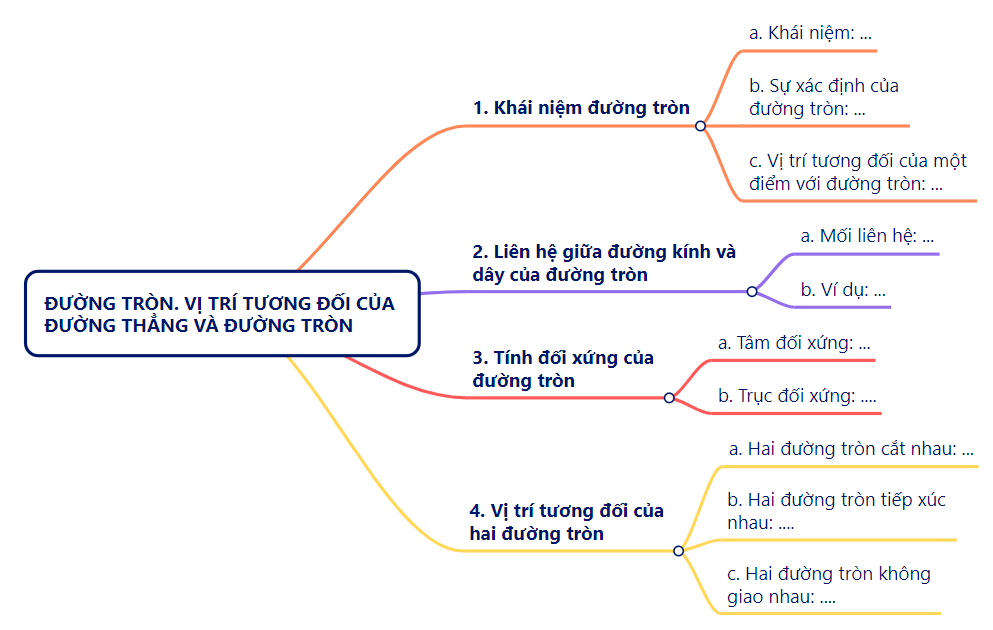 ĐƯỜNG TRÒN. VỊ TRÍ TƯƠNG ĐỐI CỦA
ĐƯỜNG THẲNG VÀ ĐƯỜNG TRÒN
1. Khái niệm đường tròn
a. Khái niệm: ...
b. Sự xác định của
đường tròn: ...
c. Vị trí tương đối của một
điểm với đường tròn: ...
2. Liên hệ giữa đường kính và
dây của đường tròn
a. Mối liên hệ: ...
b. Ví dụ: ...
3. Tính đối xứng của
đường tròn
a. Tâm đối xứng: ...
b. Trục đối xứng: ....
4. Vị trí tương đối của
hai đường tròn
a. Hai đường tròn cắt nhau: ...
b. Hai đường tròn tiếp xúc
nhau: ....
c. Hai đường tròn không
giao nhau: ....